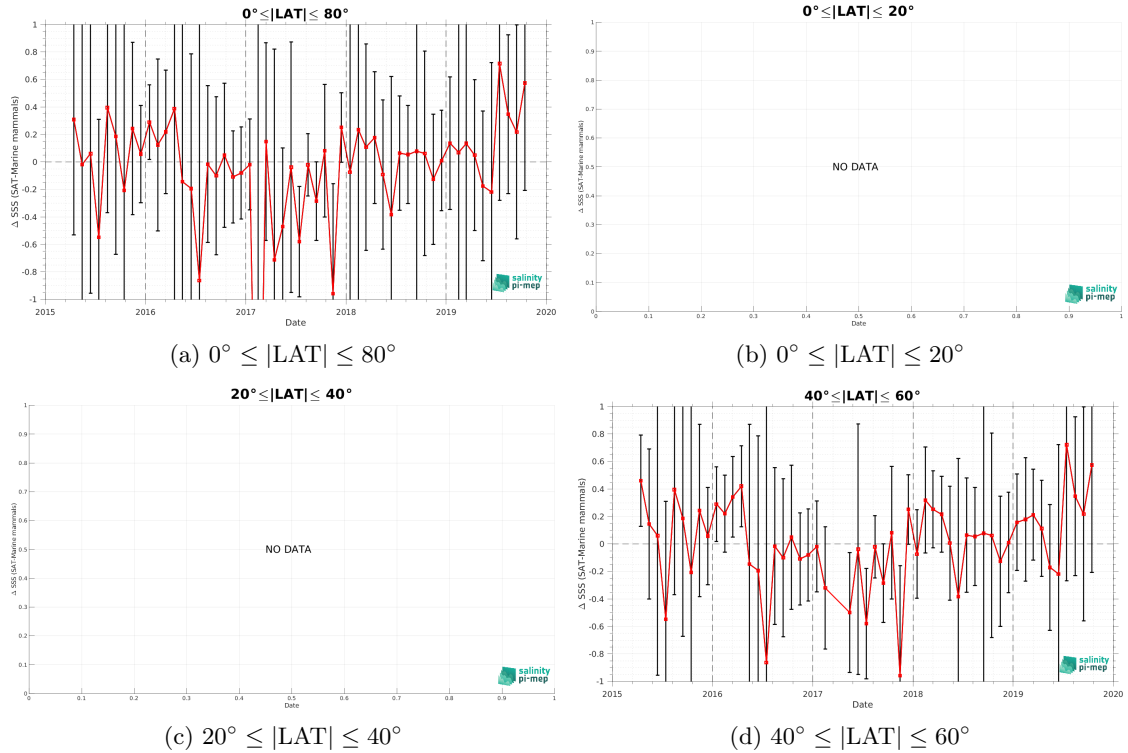 0°≤|LAT|≤ 80°
Δ SSS (SAT-Marine mammals)
1
0.8
0.6
0.4
0.2
0
-0.2
-0.4
-0.6
-0.8
-1
2015 2016 2017 2018 2019 2020
Date
salinity
pi-mep
(a) 0° ≤ |LAT| ≤ 80°
0°≤|LAT|≤ 20°
Δ SSS (SAT-Marine mammals)
1
0.9
0.8
0.7
0.6
0.5
0.4
0.3
0.2
0.1
0
NO DATA
0 0.1 0.2 0.3 0.4 0.5 0.6 0.7 0.8 0.9 1
Date
salinity
pi-mep
(b) 0° ≤ |LAT| ≤ 20°
20°≤|LAT|≤ 40°
Δ SSS (SAT-Marine mammals)
1
0.9
0.8
0.7
0.6
0.5
0.4
0.3
0.2
0.1
0
NO DATA
0 0.1 0.2 0.3 0.4 0.5 0.6 0.7 0.8 0.9 1
Date
salinity
pi-mep
(c) 20° ≤ |LAT| ≤ 40°
40°≤|LAT|≤ 60°
Δ SSS (SAT-Marine mammals)
1
0.8
0.6
0.4
0.2
0
-0.2
-0.4
-0.6
-0.8
-1
2015 2016 2017 2018 2019 2020
Date
salinity
pi-mep
(d) 40° ≤ |LAT| ≤ 60°